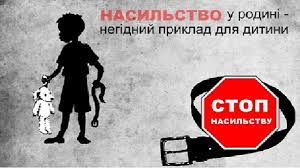 НАСИЛЬСТВО у родині -
негідний приклад для дитини
СТОП
НАСИЛЬСТВУ